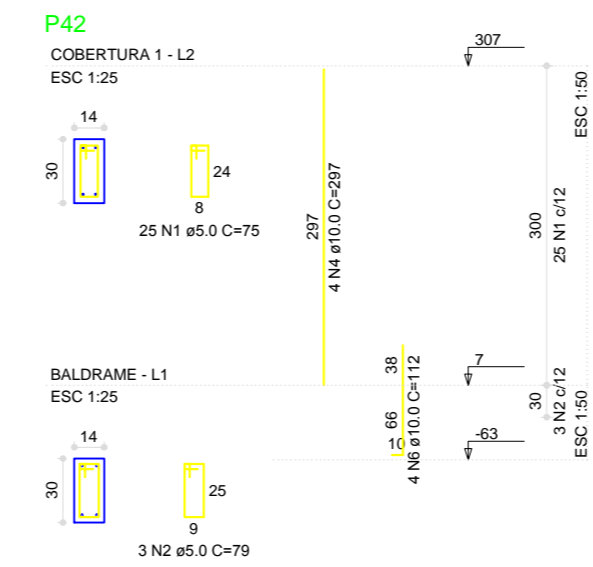 P42
COBERTURA 1 - L2
ESC 1:25
14
30
24
8
25 N1 ø5.0 C=75
297
4 N4 ø10.0 C=297
307
300
25 N1 c/12
ESC 1:50
BALDRAME - L1
ESC 1:25
14
30
25
9
3 N2 ø5.0 C=79
38
66
10
4 N6 ø10.0 C=112
7
-63
30
3 N2 c/12
ESC 1:50